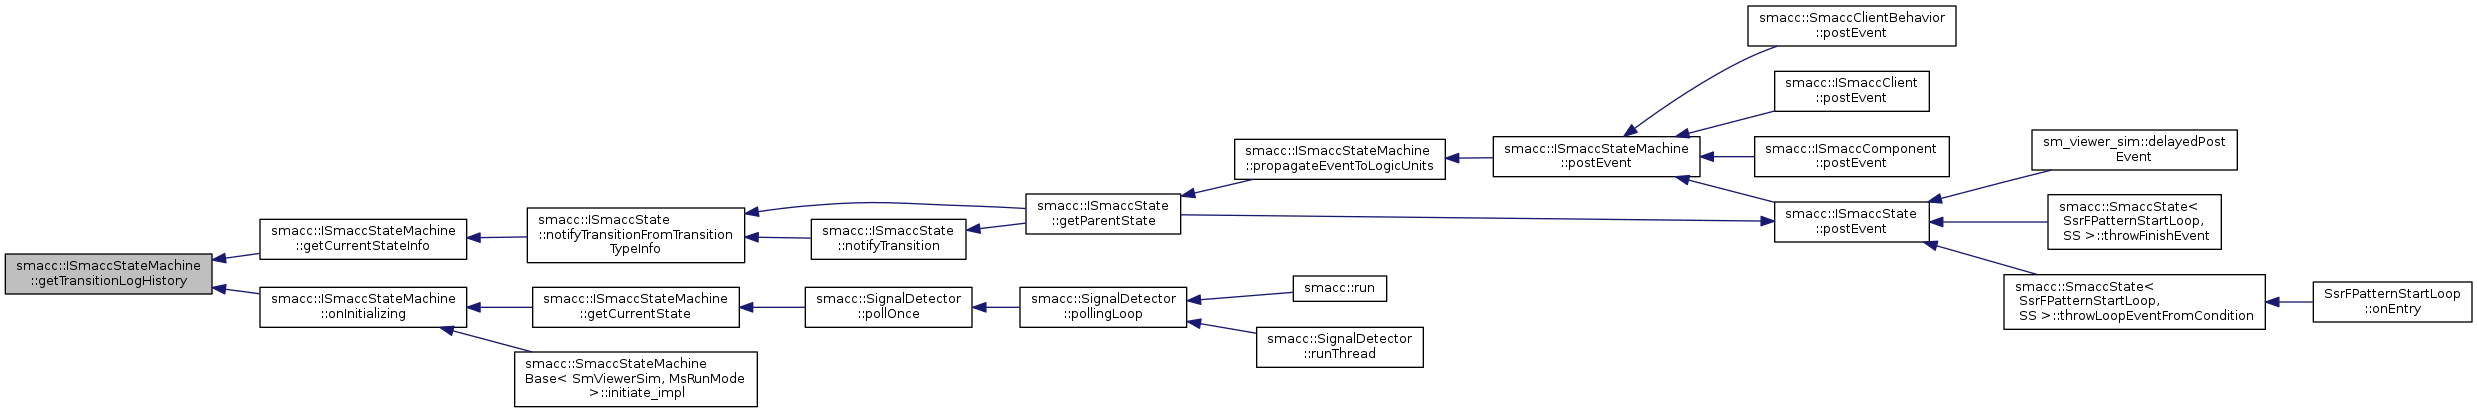 smacc::SmaccClientBehavior
::postEvent
smacc::ISmaccClient
::postEvent
smacc::ISmaccStateMachine
::propagateEventToLogicUnits
smacc::ISmaccStateMachine
::postEvent
smacc::ISmaccComponent
::postEvent
sm_viewer_sim::delayedPost
Event
smacc::ISmaccStateMachine
::getCurrentStateInfo
smacc::ISmaccState
::notifyTransitionFromTransition
TypeInfo
smacc::ISmaccState
::notifyTransition
smacc::ISmaccState
::getParentState
smacc::ISmaccState
::postEvent
smacc::SmaccState<
SsrFPatternStartLoop,
SS >::throwFinishEvent
smacc::ISmaccStateMachine
::getTransitionLogHistory
smacc::ISmaccStateMachine
::onInitializing
smacc::ISmaccStateMachine
::getCurrentState
smacc::SignalDetector
::pollOnce
smacc::SignalDetector
::pollingLoop
smacc::run
smacc::SignalDetector
::runThread
smacc::SmaccState<
SsrFPatternStartLoop,
SS >::throwLoopEventFromCondition
SsrFPatternStartLoop
::onEntry
smacc::SmaccStateMachine
Base< SmViewerSim, MsRunMode
>::initiate_impl